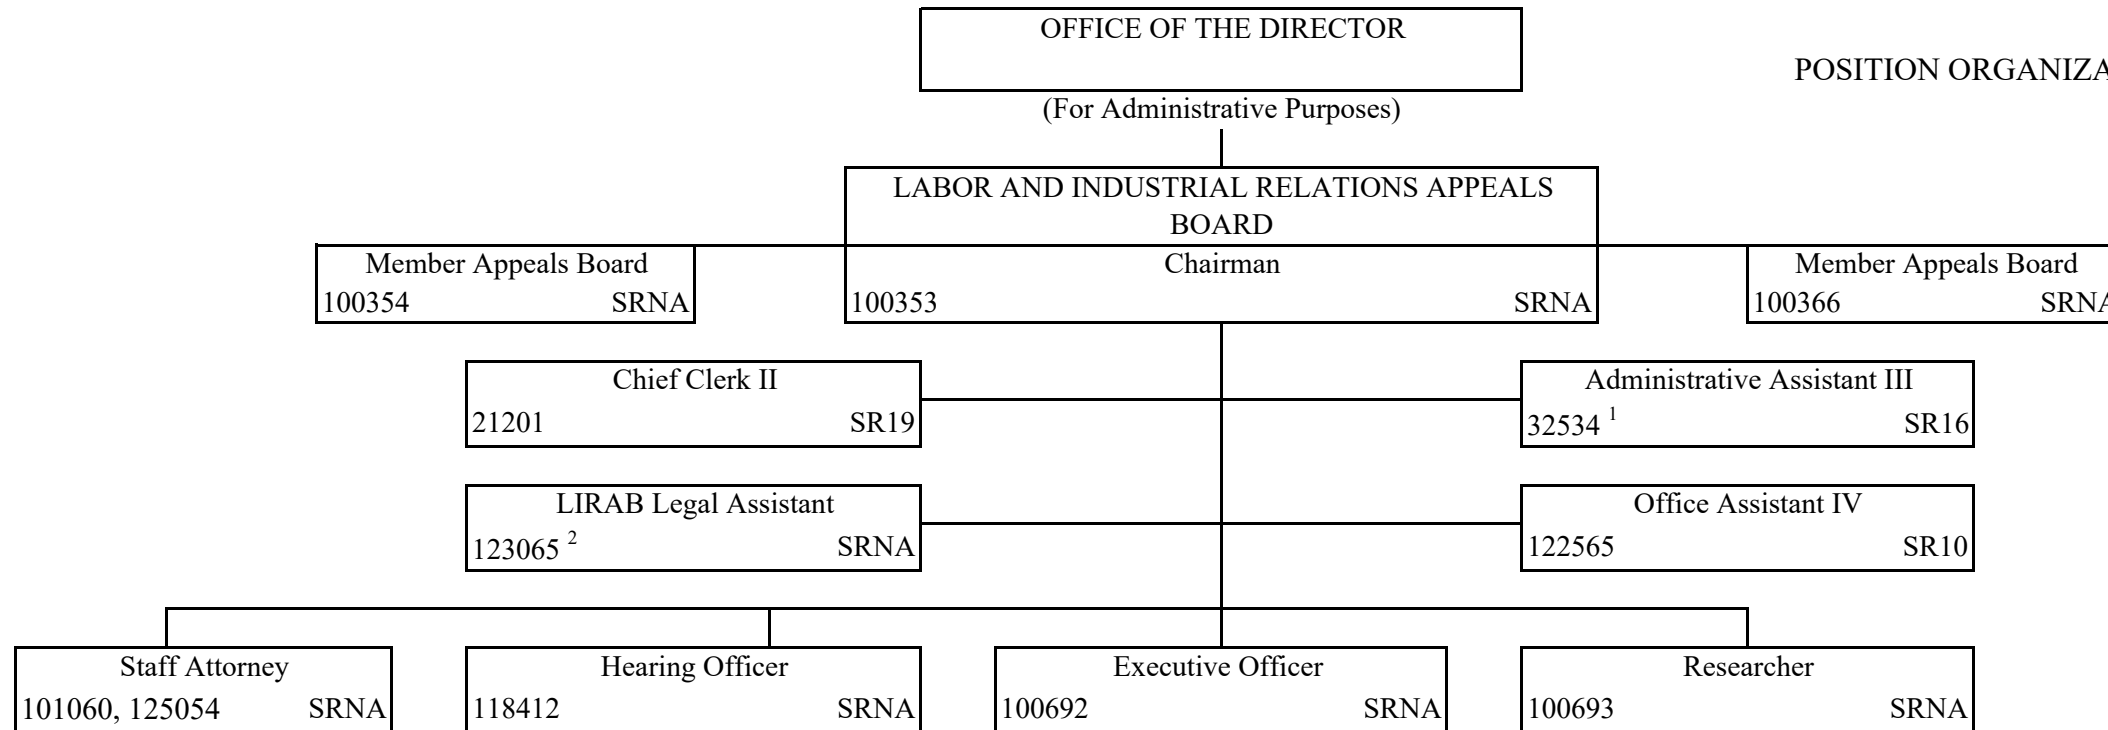 OFFICE OF THE DIRECTOR
POSITION ORGANIZA
(For Administrative Purposes)
LABOR AND INDUSTRIAL RELATIONS APPEALS
BOARD
Member Appeals Board
100354 SRNA
Chairman
100353 SRNA
Member Appeals Board
100366 SRNA
Chief Clerk II
21201 SR19
Administrative Assistant III
32534 1 SR16
LIRAB Legal Assistant
123065 2 SRNA
Office Assistant IV
122565 SR10
Staff Attorney
101060, 125054 SRNA
Hearing Officer
118412 SRNA
Executive Officer
100692 SRNA
Researcher
100693 SRNA